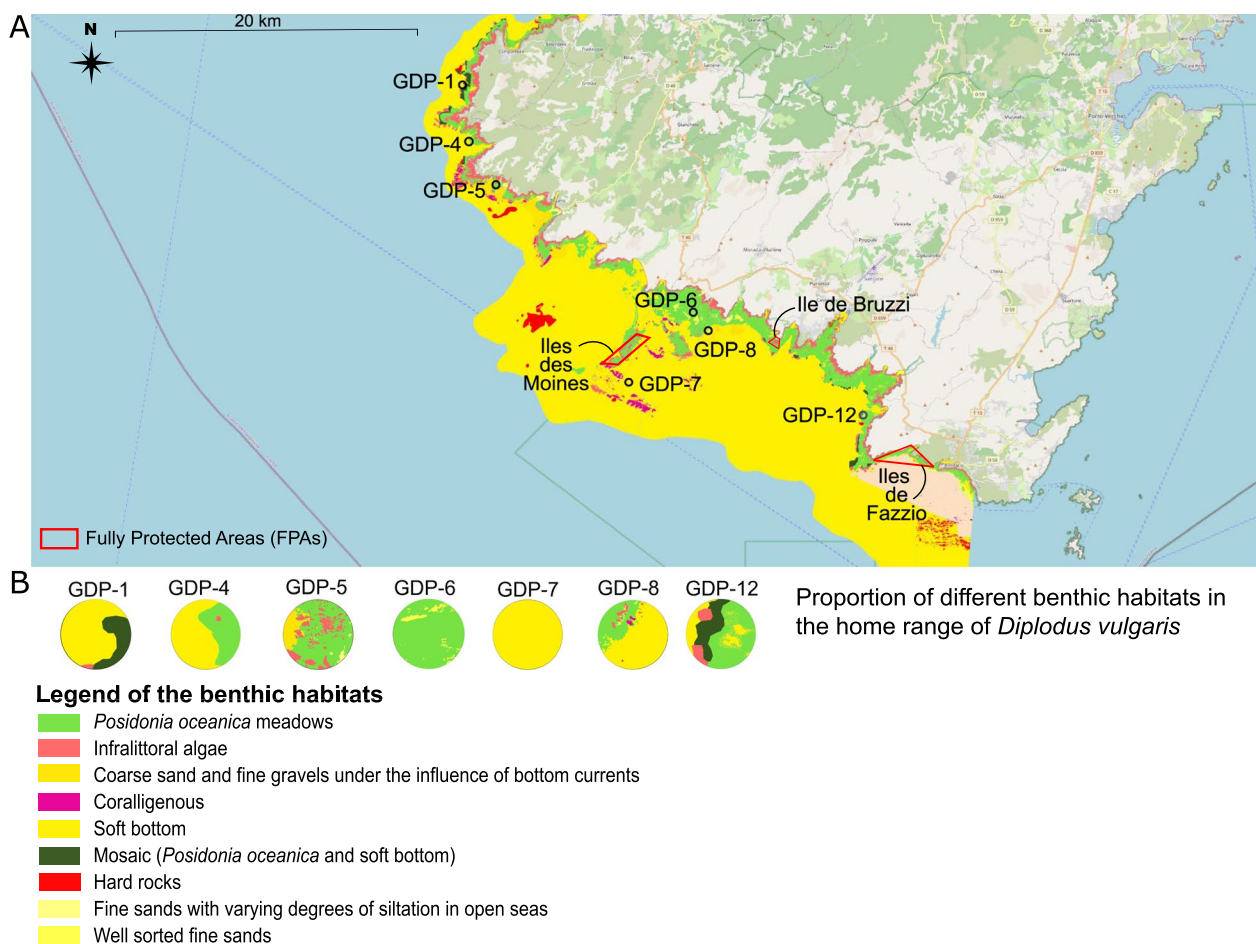 A
20 km
N
GDP-1
GDP-4
GDP-5
GDP-6
Ile de Bruzzi
GDP-8
Iles
des
Moines
GDP-7
GDP-12
Iles
de
Fazzio
Fully Protected Areas (FPAs)
B
GDP-1 GDP-4 GDP-5 GDP-6 GDP-7 GDP-8 GDP-12
Proportion of different benthic habitats in
the home range of Diplodus vulgaris
Legend of the benthic habitats
Posidonia oceanica meadows
Infralittoral algae
Coarse sand and fine gravels under the influence of bottom currents
Coralligenous
Soft bottom
Mosaic (Posidonia oceanica and soft bottom)
Hard rocks
Fine sands with varying degrees of siltation in open seas
Well sorted fine sands